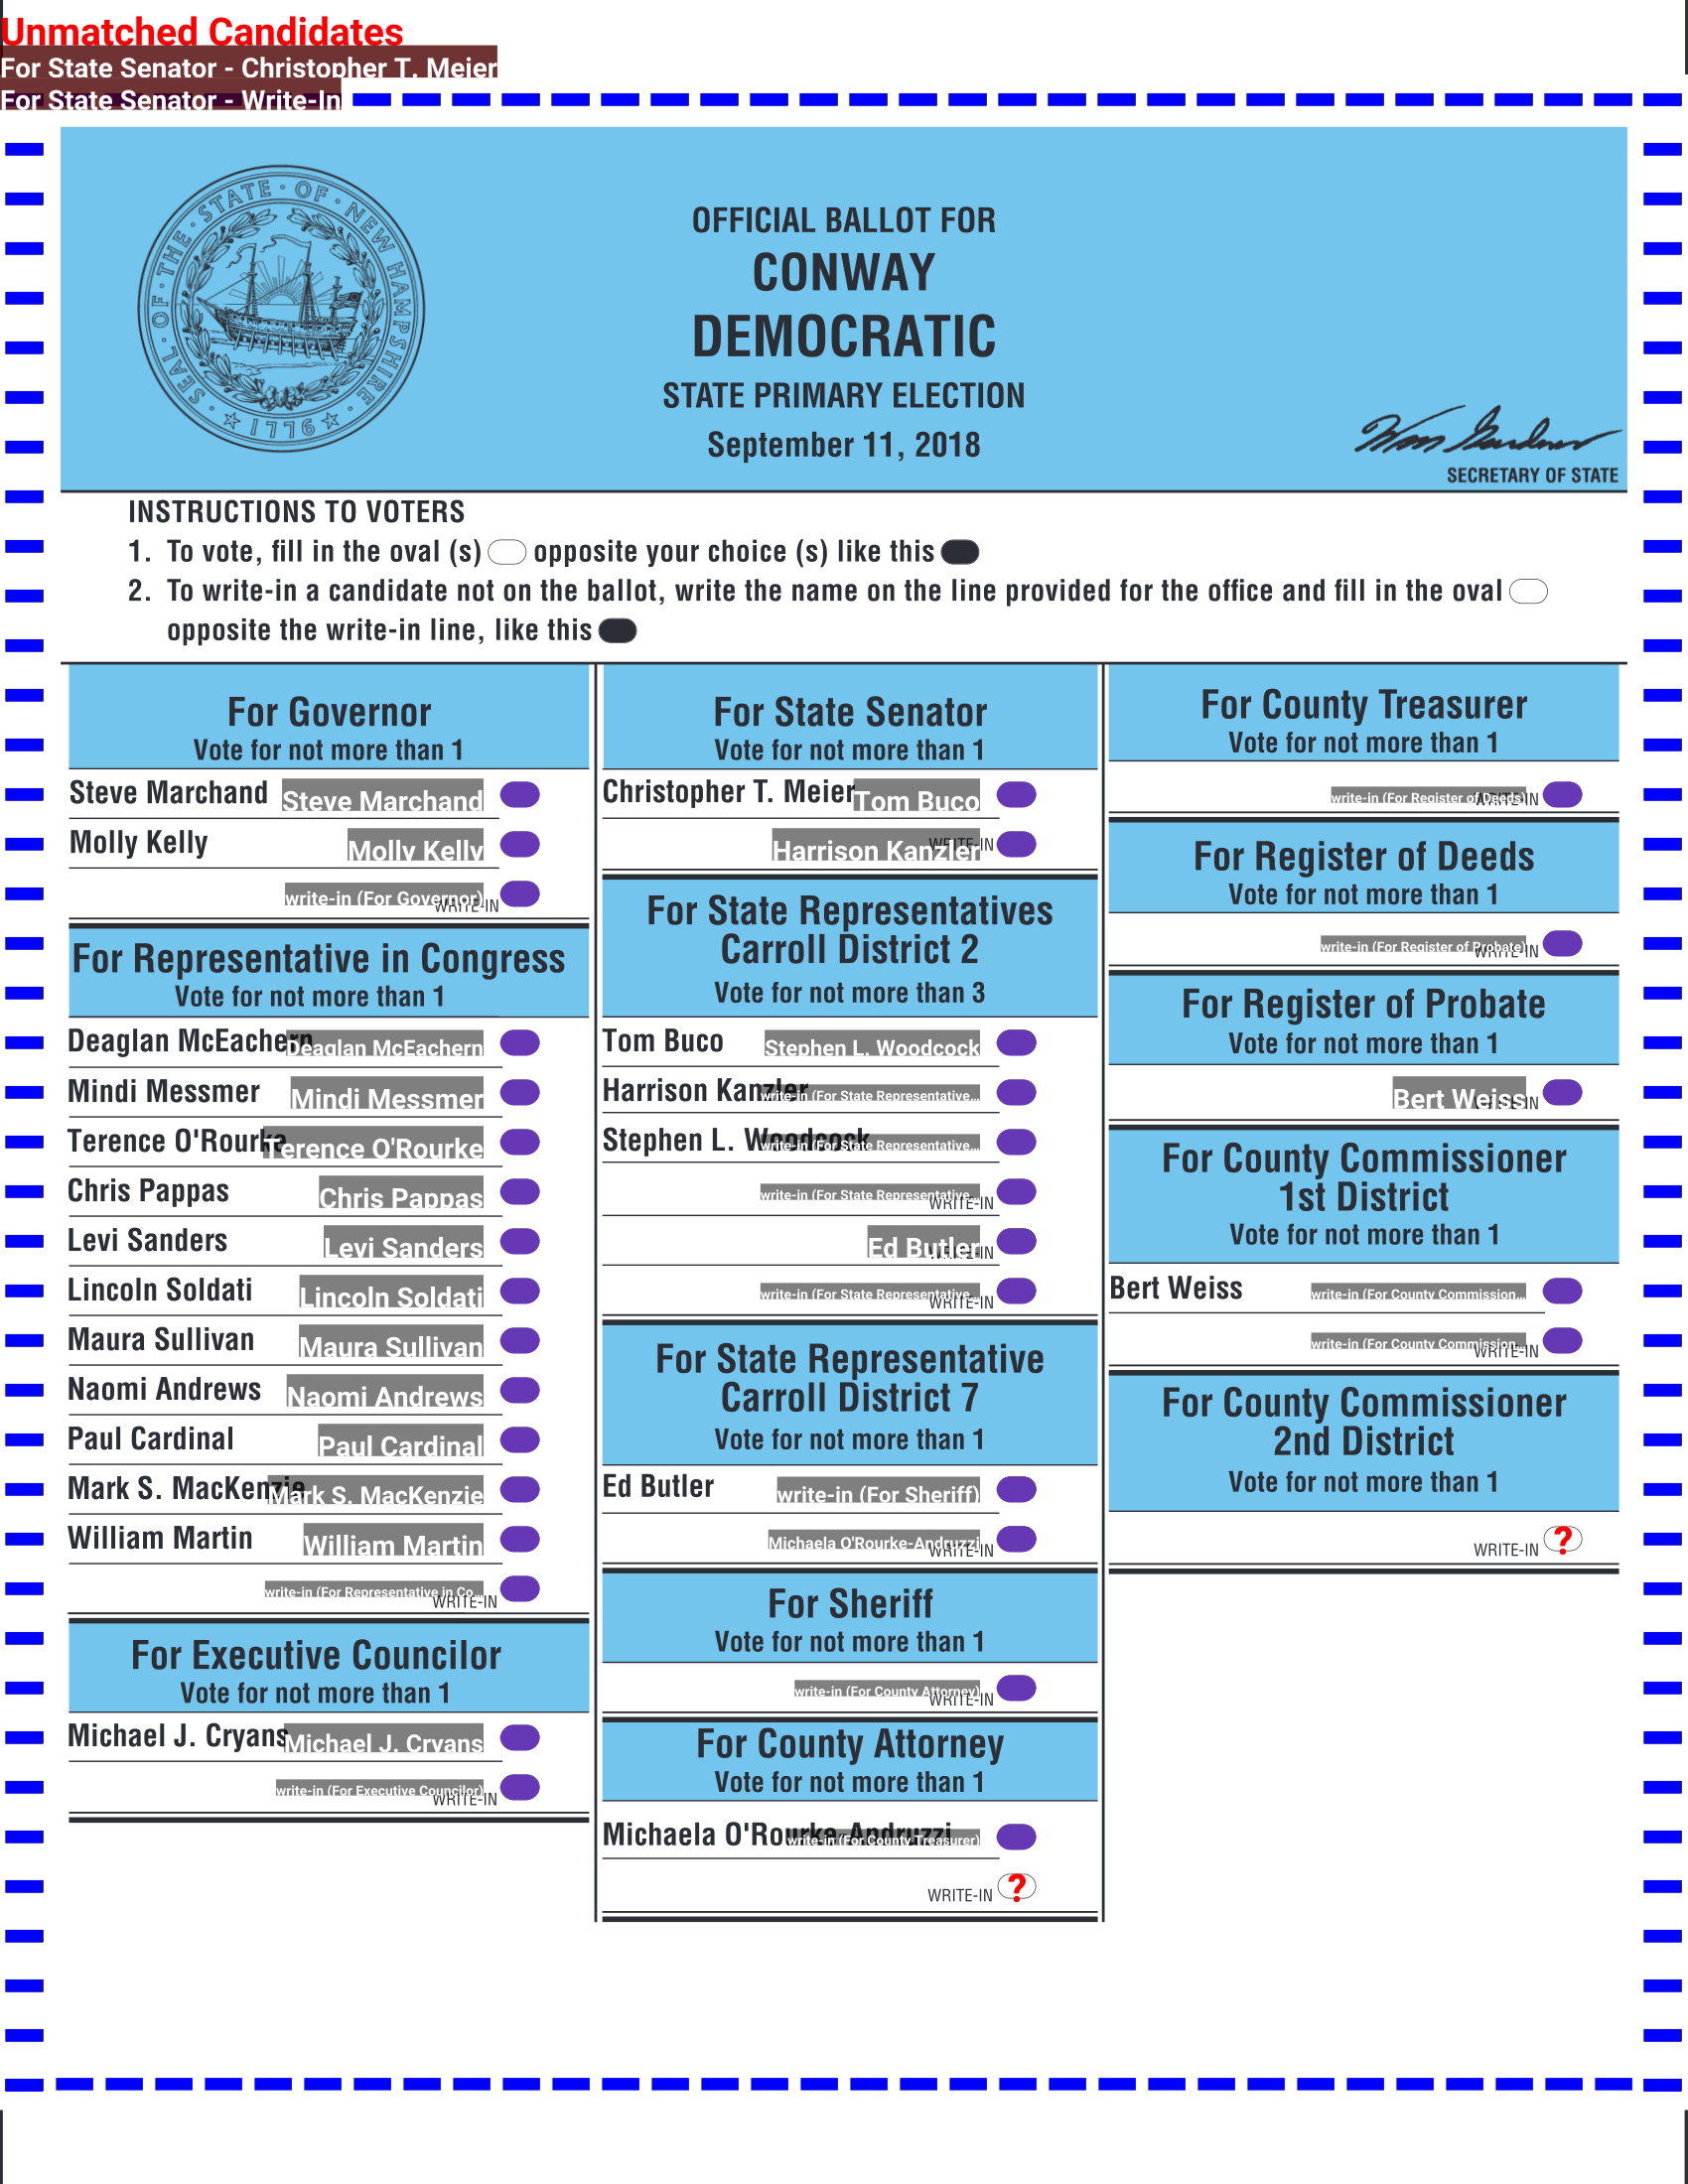 Unmatched Candidates
For State Senator - Christopher T. Meier
For State Senator - Write-In
SEAL · OF · THE · STATE · OF · NEW HAMPSHIRE · 1776
OFFICIAL BALLOT FOR
CONWAY
DEMOCRATIC
STATE PRIMARY ELECTION
September 11, 2018
SECRETARY OF STATE
INSTRUCTIONS TO VOTERS
1. To vote, fill in the oval (s) opposite your choice (s) like this
2. To write-in a candidate not on the ballot, write the name on the line provided for the office and fill in the oval
opposite the write-in line, like this
For Governor
Vote for not more than 1
Steve Marchand Steve Marchand
Molly Kelly Molly Kelly
write-in (For Governor) WRITE-IN
For Representative in Congress
Vote for not more than 1
Deaglan McEachern Deaglan McEachern
Mindi Messmer Mindi Messmer
Terence O'Rourke Terence O'Rourke
Chris Pappas Chris Pappas
Levi Sanders Levi Sanders
Lincoln Soldati Lincoln Soldati
Maura Sullivan Maura Sullivan
Naomi Andrews Naomi Andrews
Paul Cardinal Paul Cardinal
Mark S. MacKenzie Mark S. MacKenzie
William Martin William Martin
write-in (For Representative in Co... WRITE-IN
For Executive Councilor
Vote for not more than 1
Michael J. Cryans Michael J. Cryans
write-in (For Executive Councilor) WRITE-IN
For State Senator
Vote for not more than 1
Christopher T. Meier Tom Buco
Harrison Kanzler WRITE-IN
For State Representatives
Carroll District 2
Vote for not more than 3
Tom Buco Stephen L. Woodcock
Harrison Kanzler write-in (For State Representative...
Stephen L. Woodcock write-in (For State Representative...
write-in (For State Representative... WRITE-IN
Ed Butler WRITE-IN
write-in (For State Representative... WRITE-IN
For State Representative
Carroll District 7
Vote for not more than 1
Ed Butler write-in (For Sheriff)
Michaela O'Rourke-Andruzzi WRITE-IN
For Sheriff
Vote for not more than 1
write-in (For County Attorney) WRITE-IN
For County Attorney
Vote for not more than 1
Michaela O'Rourke-Andruzzi write-in (For County Treasurer)
WRITE-IN ?
For County Treasurer
Vote for not more than 1
write-in (For Register of Deeds) WRITE-IN
For Register of Deeds
Vote for not more than 1
write-in (For Register of Probate) WRITE-IN
For Register of Probate
Vote for not more than 1
Bert Weiss WRITE-IN
For County Commissioner
1st District
Vote for not more than 1
Bert Weiss write-in (For County Commission...
write-in (For County Commission... WRITE-IN
For County Commissioner
2nd District
Vote for not more than 1
WRITE-IN ?